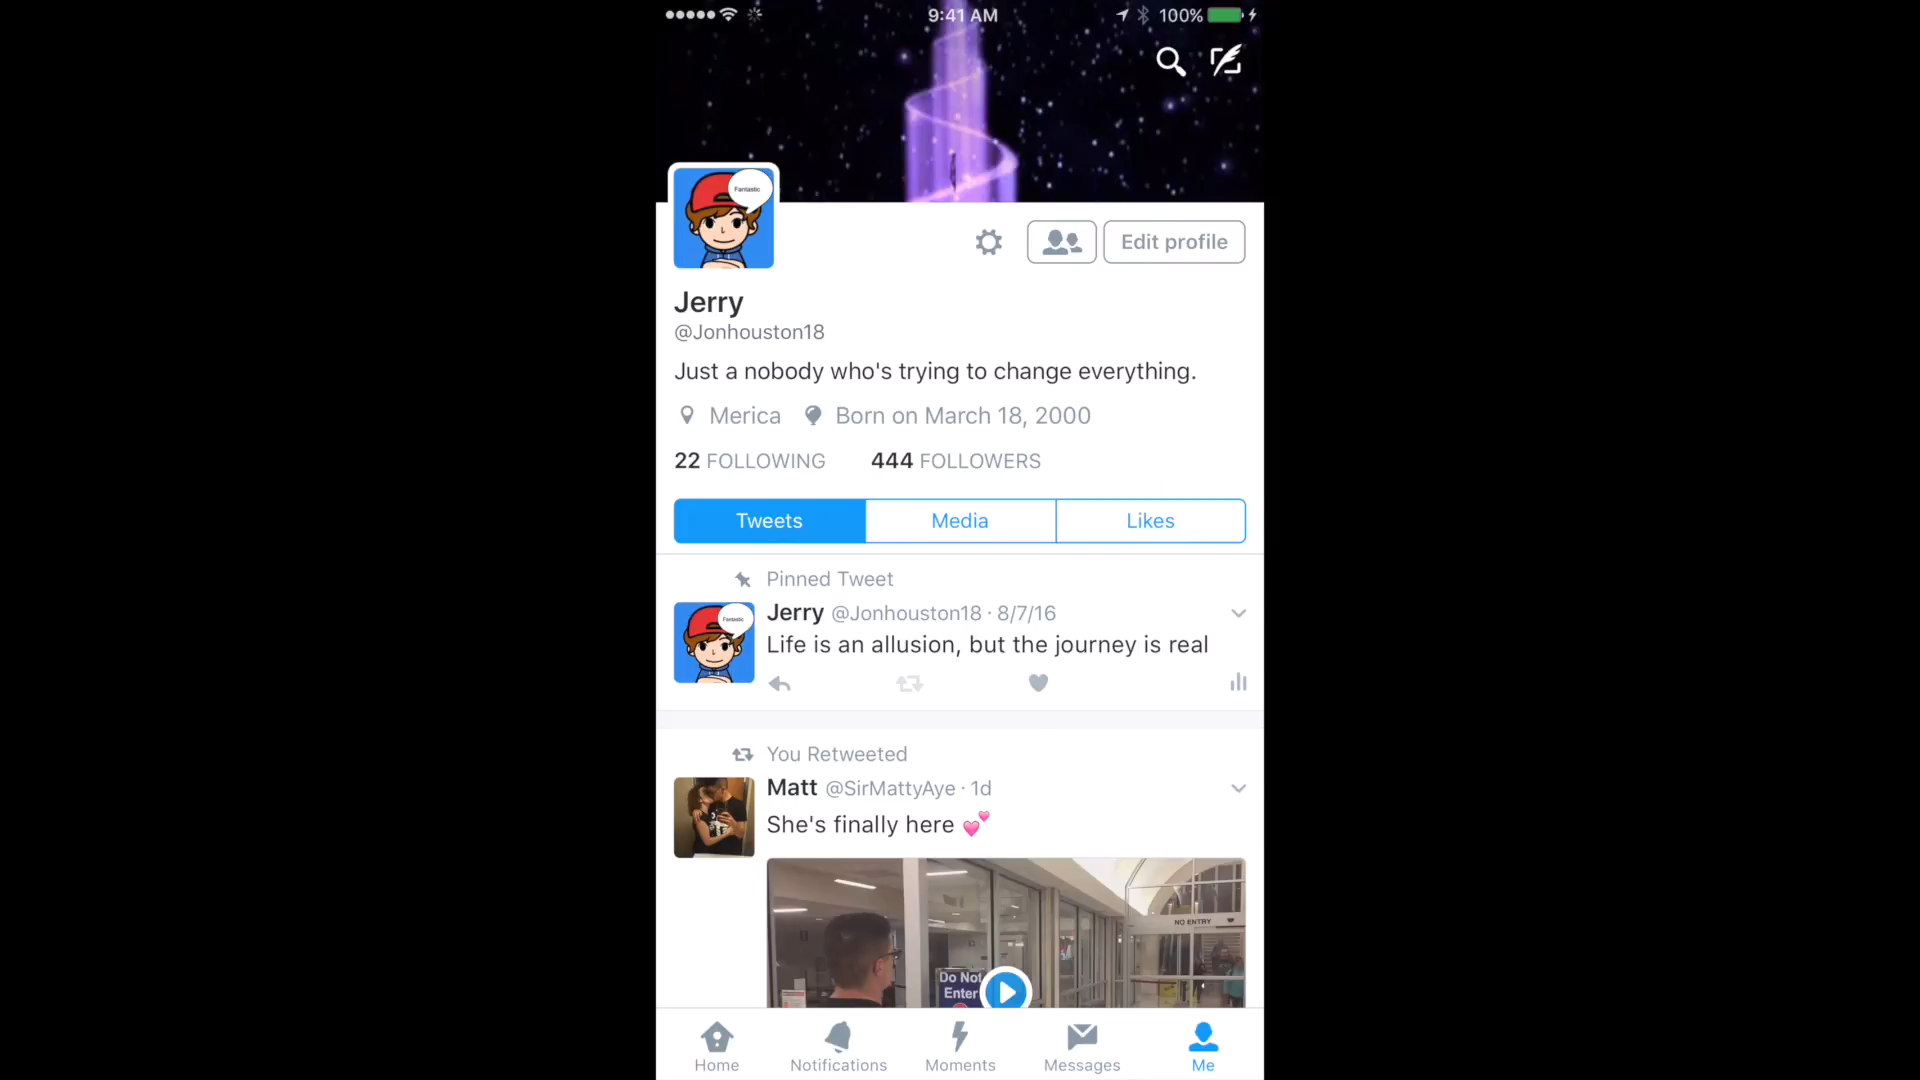 9:41 AM 100%
Fantastic
Edit profile
Jerry
@Jonhouston18
Just a nobody who's trying to change everything.
Merica Born on March 18, 2000
22 FOLLOWING 444 FOLLOWERS
Tweets Media Likes
Pinned Tweet
Jerry @Jonhouston18 · 8/7/16
Fantastic
Life is an allusion, but the journey is real
You Retweeted
Matt @SirMattyAye · 1d
She's finally here 💕
NO ENTRY
Do Not
Enter
Home Notifications Moments Messages Me